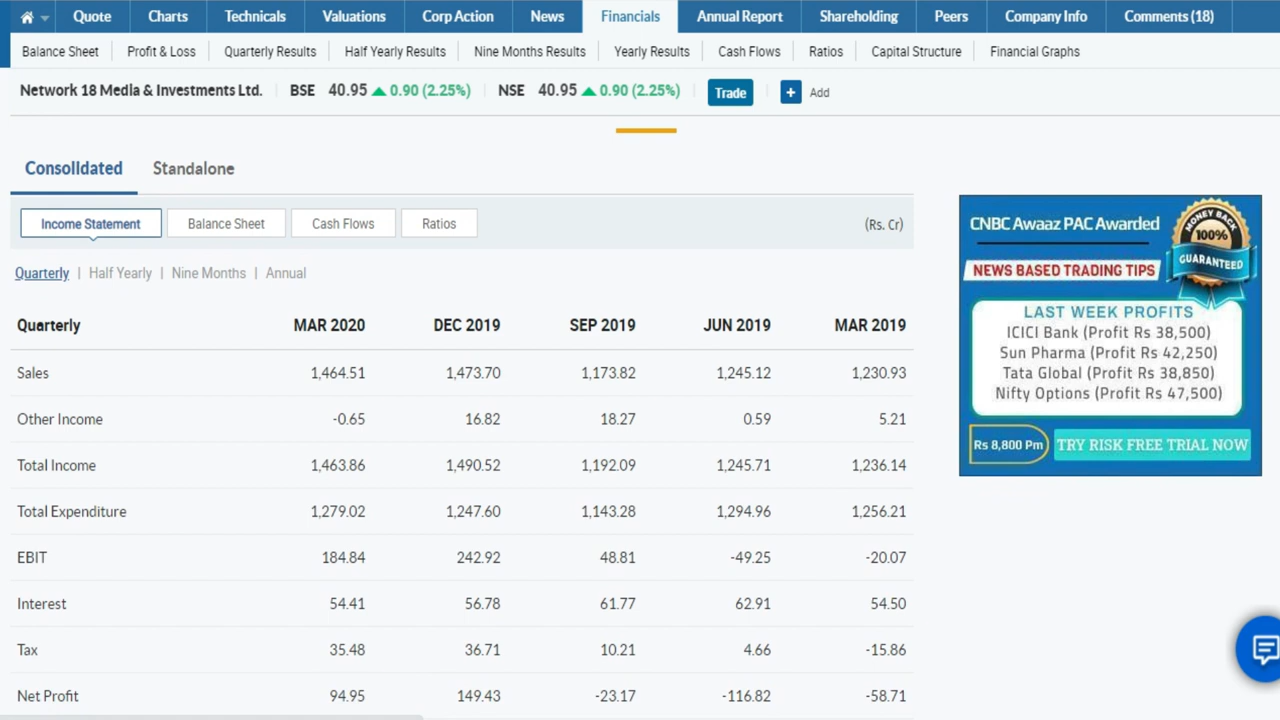 Quote Charts Technicals Valuations Corp Action News Financials Annual Report Shareholding Peers Company Info Comments (18)
Balance Sheet Profit & Loss Quarterly Results Half Yearly Results Nine Months Results Yearly Results Cash Flows Ratios Capital Structure Financial Graphs
Network 18 Media & Investments Ltd. BSE 40.95 ▲ 0.90 (2.25%) NSE 40.95 ▲ 0.90 (2.25%) Trade + Add
Consolidated Standalone
Income Statement Balance Sheet Cash Flows Ratios (Rs. Cr)
Quarterly | Half Yearly | Nine Months | Annual
Quarterly MAR 2020 DEC 2019 SEP 2019 JUN 2019 MAR 2019
Sales 1,464.51 1,473.70 1,173.82 1,245.12 1,230.93
Other Income -0.65 16.82 18.27 0.59 5.21
Total Income 1,463.86 1,490.52 1,192.09 1,245.71 1,236.14
Total Expenditure 1,279.02 1,247.60 1,143.28 1,294.96 1,256.21
EBIT 184.84 242.92 48.81 -49.25 -20.07
Interest 54.41 56.78 61.77 62.91 54.50
Tax 35.48 36.71 10.21 4.66 -15.86
Net Profit 94.95 149.43 -23.17 -116.82 -58.71
CNBC Awaaz PAC Awarded
MONEY BACK
100%
GUARANTEED
NEWS BASED TRADING TIPS
LAST WEEK PROFITS
ICICI Bank (Profit Rs 38,500)
Sun Pharma (Profit Rs 42,250)
Tata Global (Profit Rs 38,850)
Nifty Options (Profit Rs 47,500)
Rs 8,800 Pm TRY RISK FREE TRIAL NOW